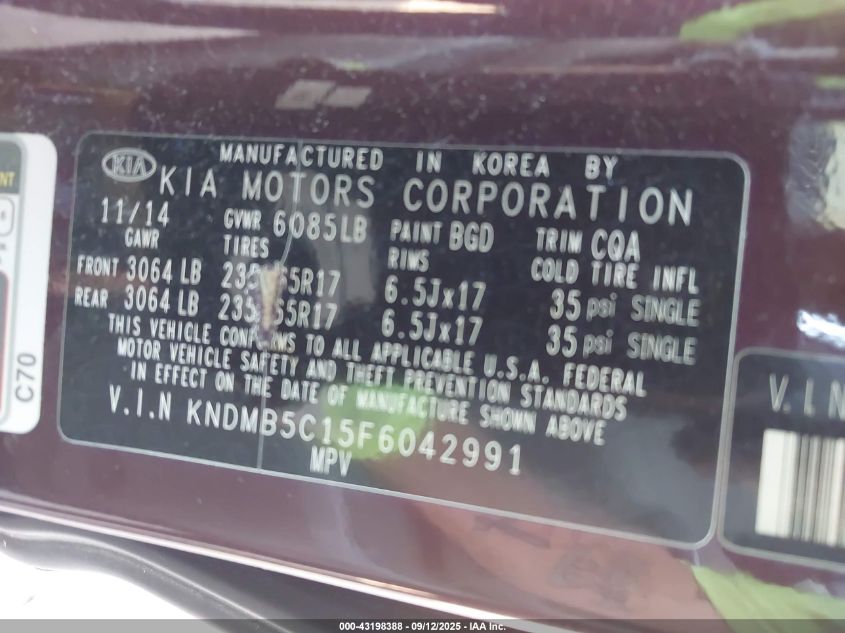 KIA MANUFACTURED IN KOREA BY
KIA MOTORS CORPORATION
11/14 GVWR 6085LB PAINT BGD TRIM CQA
GAWR TIRES RIMS COLD TIRE INFL
FRONT 3064 LB 6.5Jx17 35 psi SINGLE
REAR 3064 LB 6.5Jx17 35 psi SINGLE
THIS VEHICLE CONFORMS TO ALL APPLICABLE U.S.A. FEDERAL
MOTOR VEHICLE SAFETY AND THEFT PREVENTION STANDARDS
IN EFFECT ON THE DATE OF MANUFACTURE SHOWN ABOVE
V.I.N KNDMB5C15F6042991
MPV
C70
V.I.N
000-43198388 - 09/12/2025 - IAA Inc.